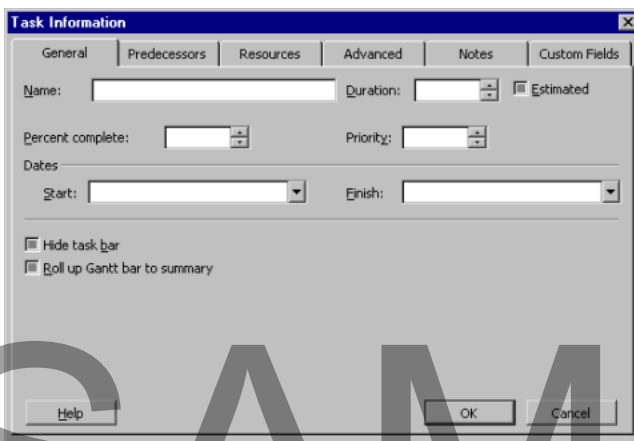 Task Information
General Predecessors Resources Advanced Notes Custom Fields
Name: Duration: Estimated
Percent complete: Priority:
Dates
Start: Finish:
Hide task bar
Roll up Gantt bar to summary
Help OK Cancel
SAM